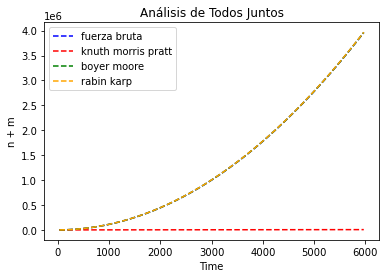 Análisis de Todos Juntos
1e6
fuerza bruta
knuth morris pratt
boyer moore
rabin karp
4.0
3.5
3.0
2.5
2.0
1.5
1.0
0.5
0.0
n + m
0 1000 2000 3000 4000 5000 6000
Time